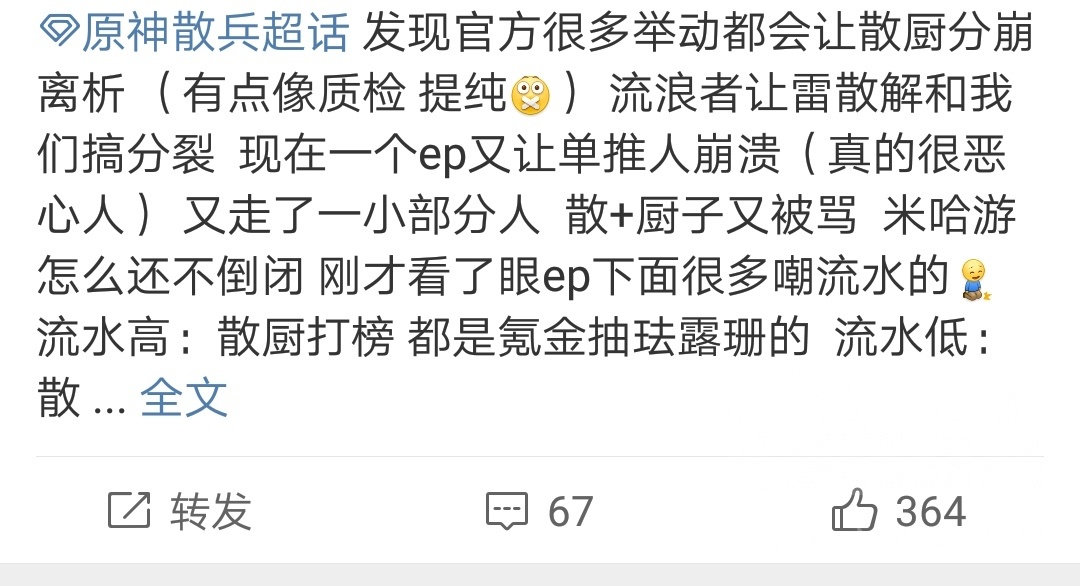 原神散兵超话 发现官方很多举动都会让散厨分崩
离析 （有点像质检 提纯） 流浪者让雷散解和我
们搞分裂 现在一个ep又让单推人崩溃（真的很恶
心人） 又走了一小部分人 散+厨子又被骂 米哈游
怎么还不倒闭 刚才看了眼ep下面很多嘲流水的
流水高：散厨打榜 都是氪金抽珐露珊的 流水低：
散 ... 全文
转发 67 364